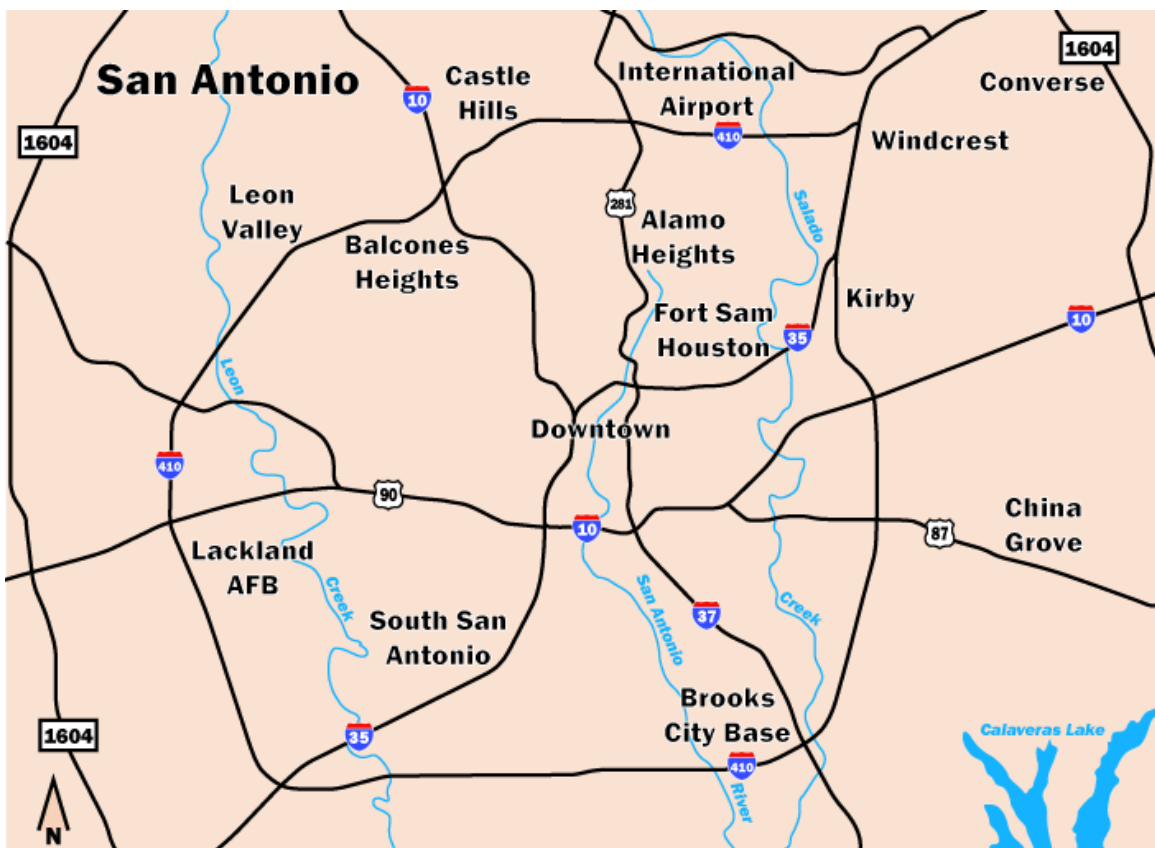 San Antonio
Castle
Hills
International
Airport
1604
Converse
10
410
Windcrest
1604
Leon
Valley
281
Alamo
Heights
Salado
Balcones
Heights
Kirby
Fort Sam
Houston
35
10
Leon
Downtown
410
90
10
87
China
Grove
Lackland
AFB
Creek
South San
Antonio
San Antonio
37
Creek
Brooks
City Base
1604
35
410
River
Calaveras Lake
N